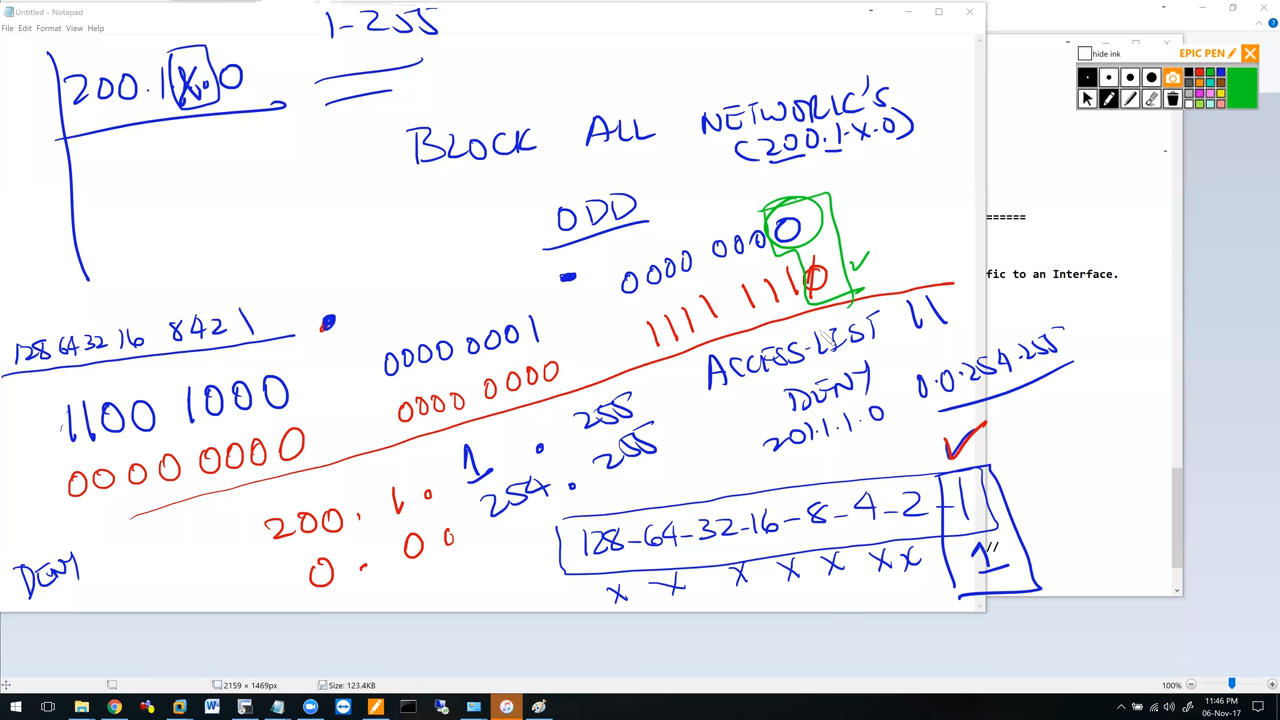 Untitled - Notepad
File Edit Format View Help
1-255
200.1.x.0
hide ink
EPIC PEN
BLOCK ALL NETWORK'S
(200.1.x.0)
ODD
0000 0000
1111 1110
======
fic to an Interface.
128 64 32 16 8 4 2 1
0000 0001
1100 1000
0000 0000
0000 0000
ACCESS-LIST 11
DENY 0.0.254.255
201.1.1.0
200.1.1.255
0.0 0 254.255
128-64-32-16-8-4-2-1
x x x x x x x 1
DENY
2159 × 1469px
Size: 123.4KB
100%
11:46 PM
06-Nov-17